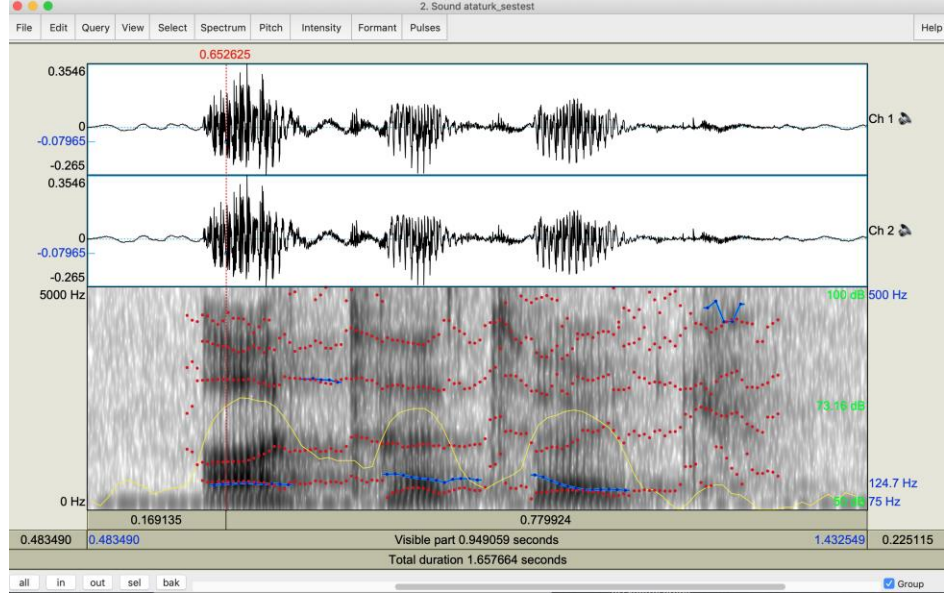 2. Sound ataturk_sestest
File Edit Query View Select Spectrum Pitch Intensity Formant Pulses Help
0.652625
0.3546
0
-0.07965
-0.265
Ch 1
0.3546
0
-0.07965
-0.265
Ch 2
5000 Hz 100 dB 500 Hz
73.16 dB
124.7 Hz
0 Hz 75 Hz
0.169135 0.779924
0.483490 0.483490 Visible part 0.949059 seconds 1.432549 0.225115
Total duration 1.657664 seconds
all in out sel bak Group